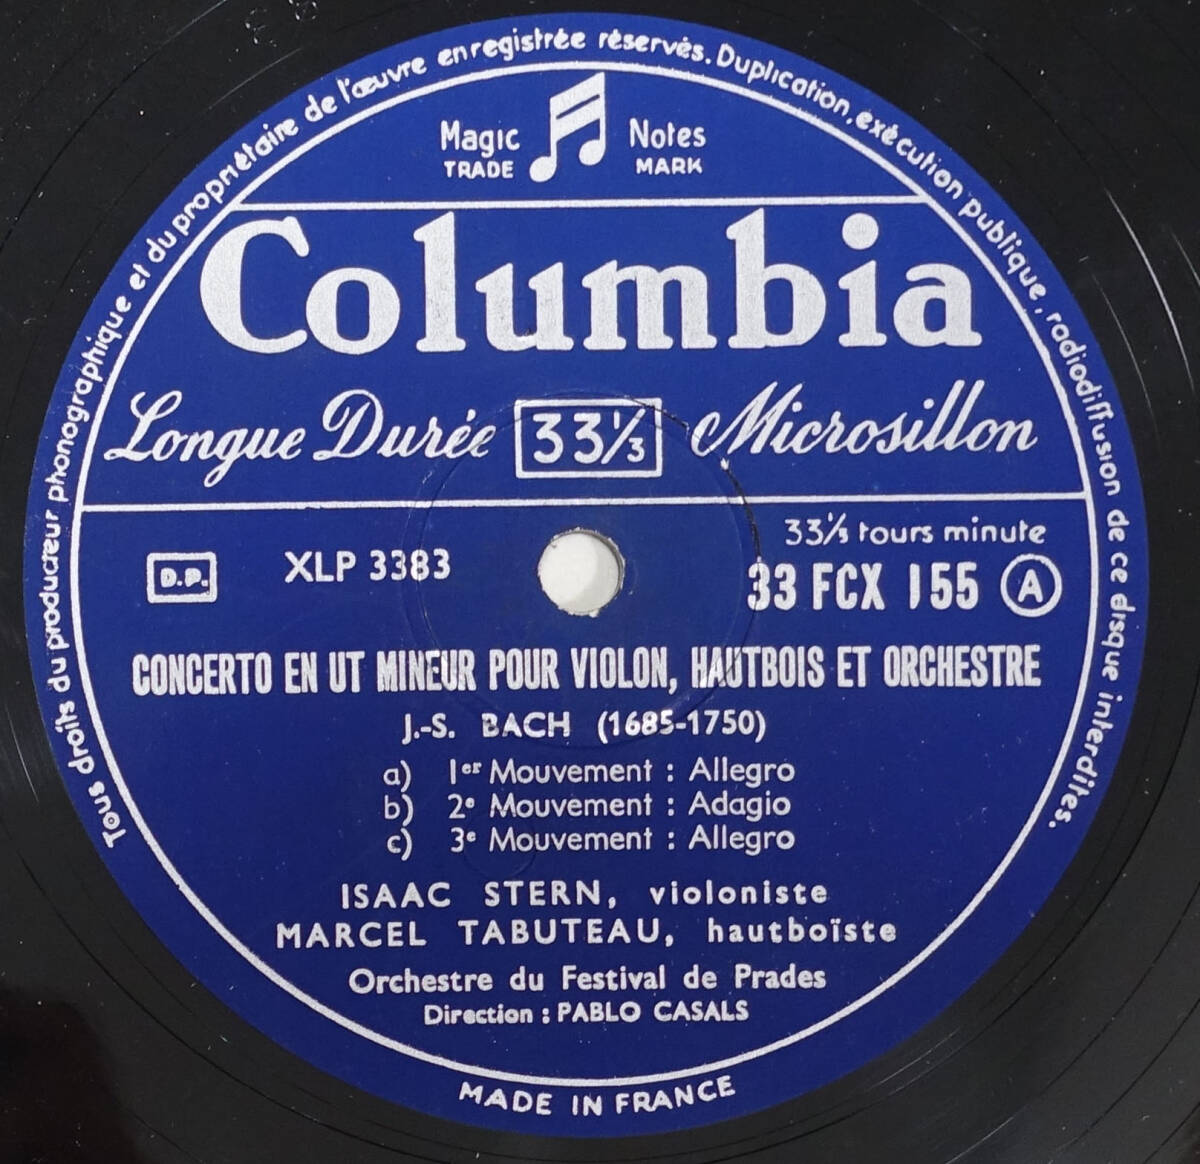 Tous droits du producteur phonographique et du propriétaire de l'œuvre enregistrée réservés. Duplication, exécution publique, radiodiffusion de ce disque interdites.
Magic Notes
TRADE MARK
Columbia
Longue Durée 33⅓ Microsillon
33⅓ tours minute
D.P. XLP 3383 33 FCX 155 A
CONCERTO EN UT MINEUR POUR VIOLON, HAUTBOIS ET ORCHESTRE
J.-S. BACH (1685-1750)
a) 1er Mouvement : Allegro
b) 2e Mouvement : Adagio
c) 3e Mouvement : Allegro
ISAAC STERN, violoniste
MARCEL TABUTEAU, hautboïste
Orchestre du Festival de Prades
Direction : PABLO CASALS
MADE IN FRANCE